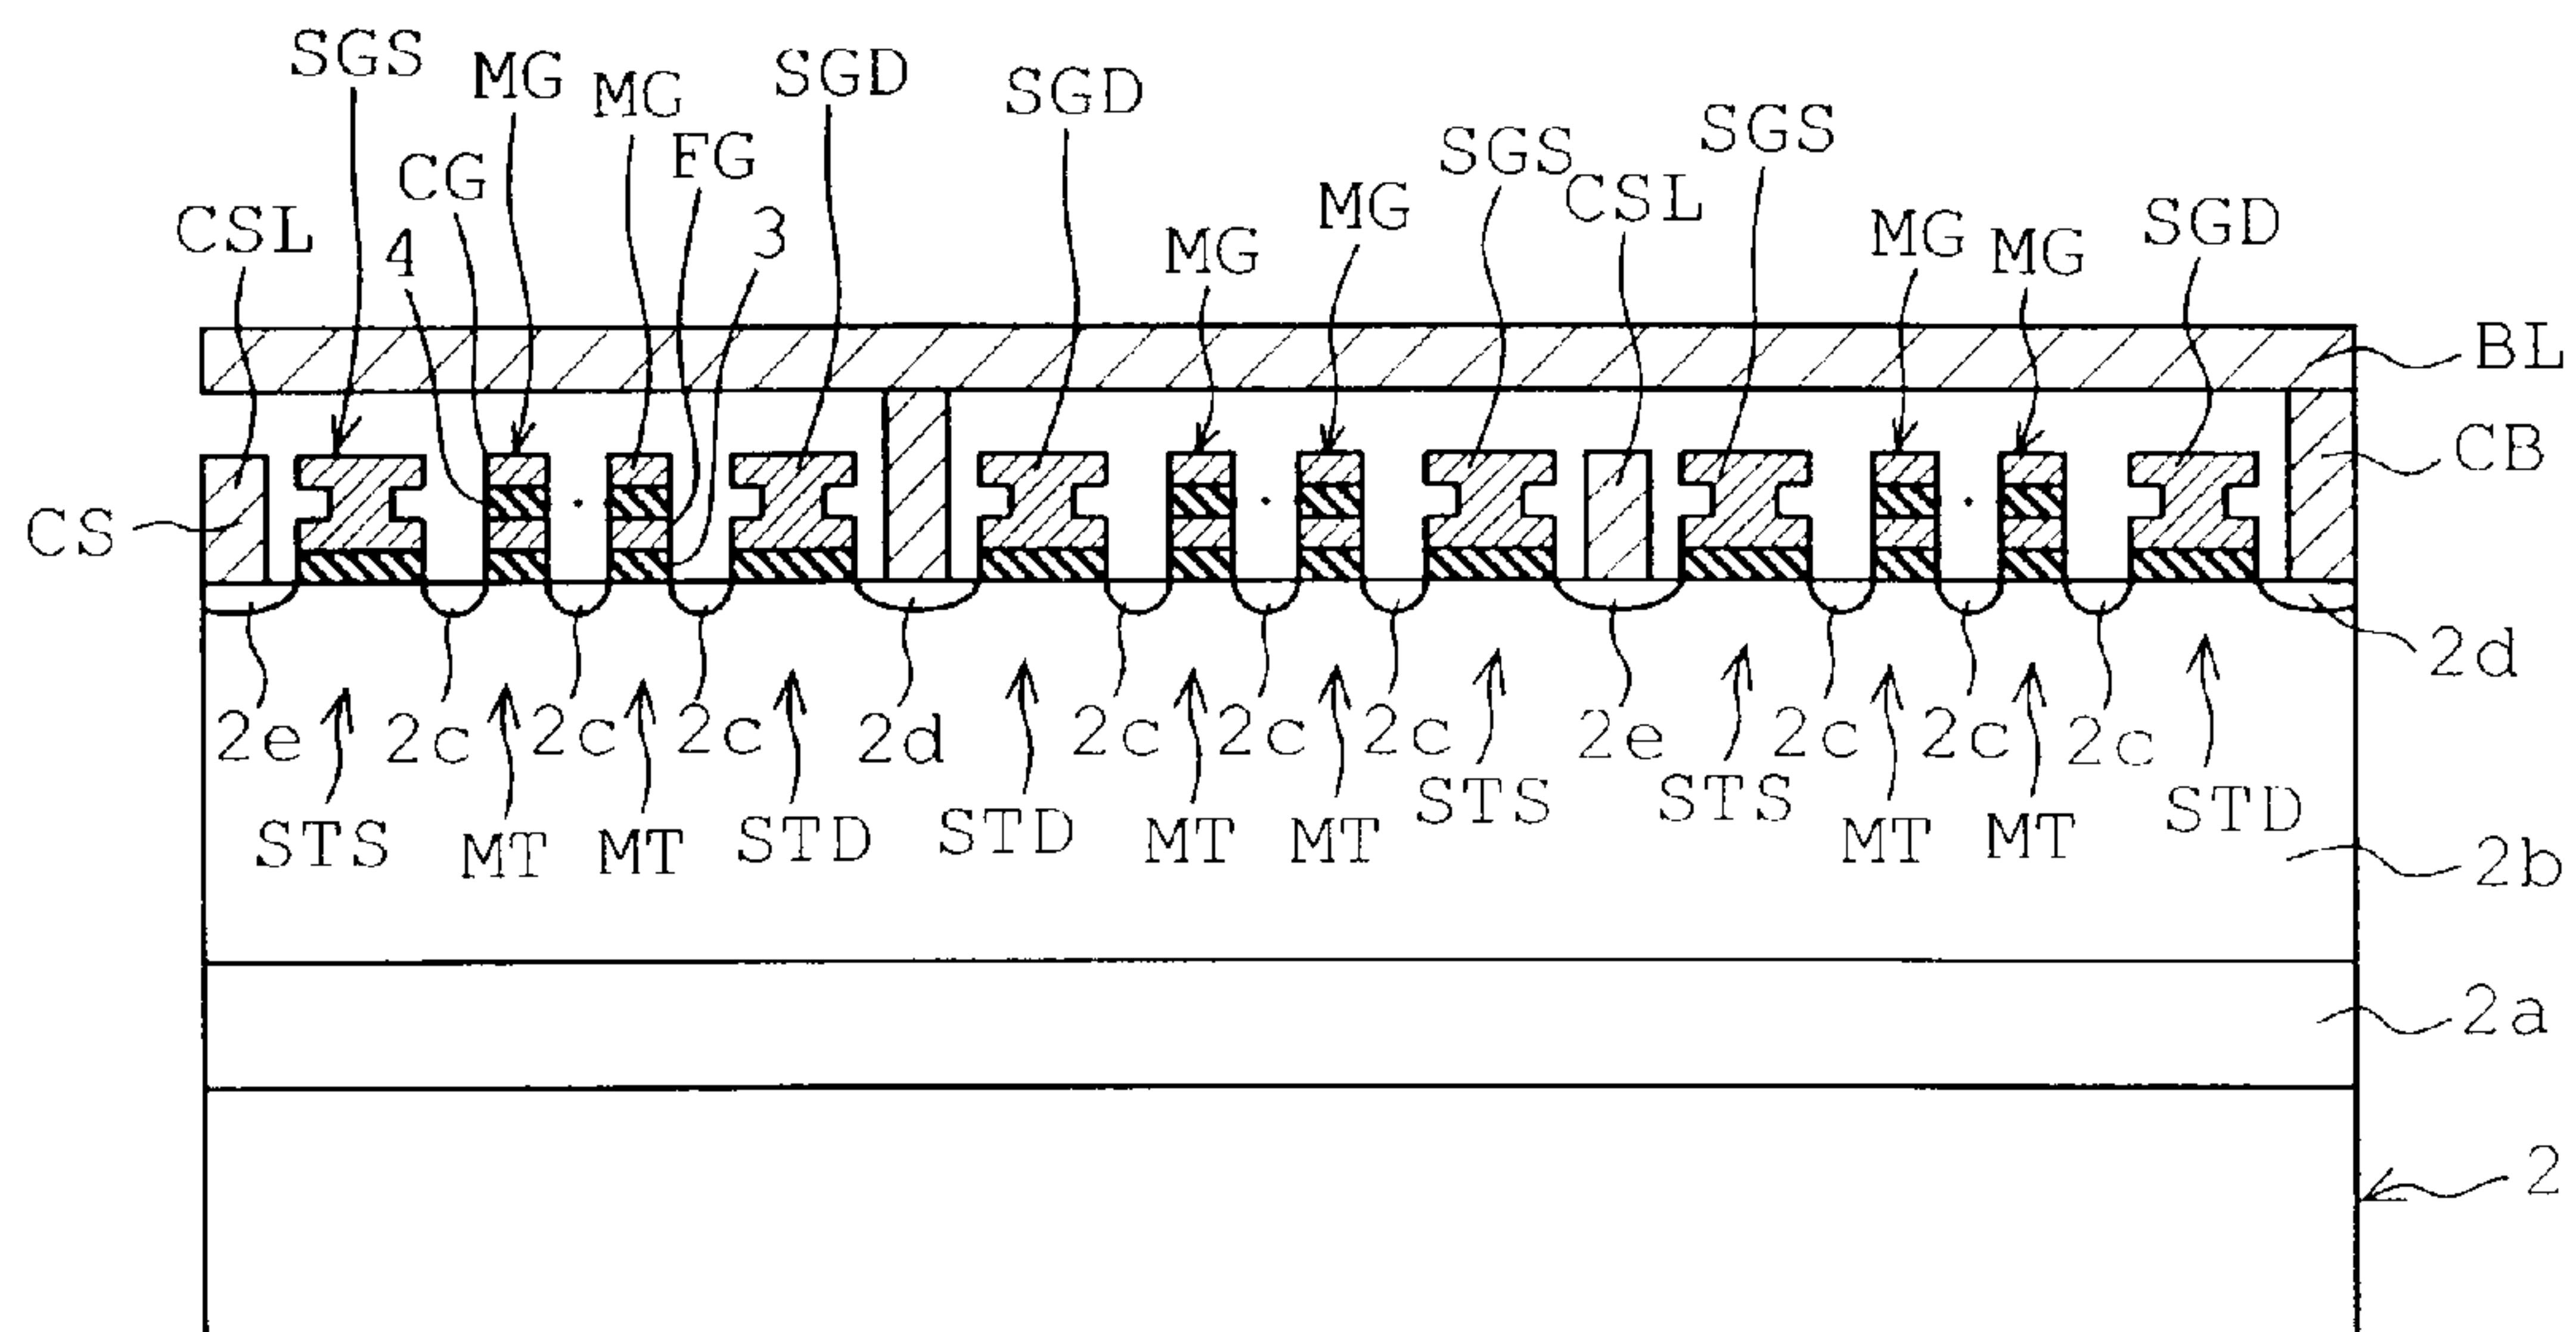 SGS MG MG SGD SGD SGS SGS
CG FG MG CSL MG MG SGD
CSL 4 3 MG
BL
CB
CS
2d
2e 2c 2c 2c 2d 2c 2c 2c 2e 2c 2c 2c
STS MT MT STD STD MT MT STS STS MT MT STD
2b
2a
2